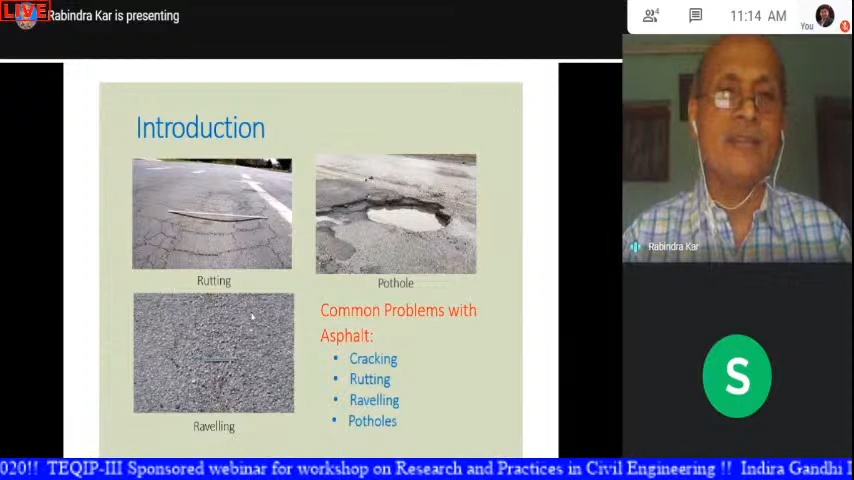 LIVE
Rabindra Kar is presenting
4
11:14 AM
You
Introduction
Rutting
Pothole
Ravelling
Common Problems with
Asphalt:
• Cracking
• Rutting
• Ravelling
• Potholes
Rabindra Kar
S
020!! TEQIP-III Sponsored webinar for workshop on Research and Practices in Civil Engineering !! Indira Gandhi